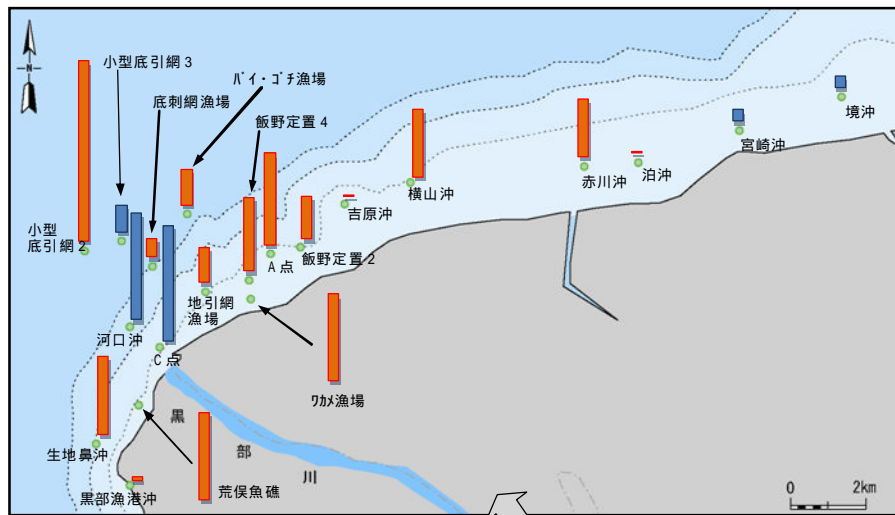 N
小型底引網3
底刺網漁場
バイ・ゴチ漁場
飯野定置4
境沖
宮崎沖
泊沖
赤川沖
横山沖
吉原沖
飯野定置2
A点
小型
底引網2
地引網
漁場
河口沖
C点
ワカメ漁場
生地鼻沖
荒俣魚礁
黒部漁港沖
黒
部
川
0 2km